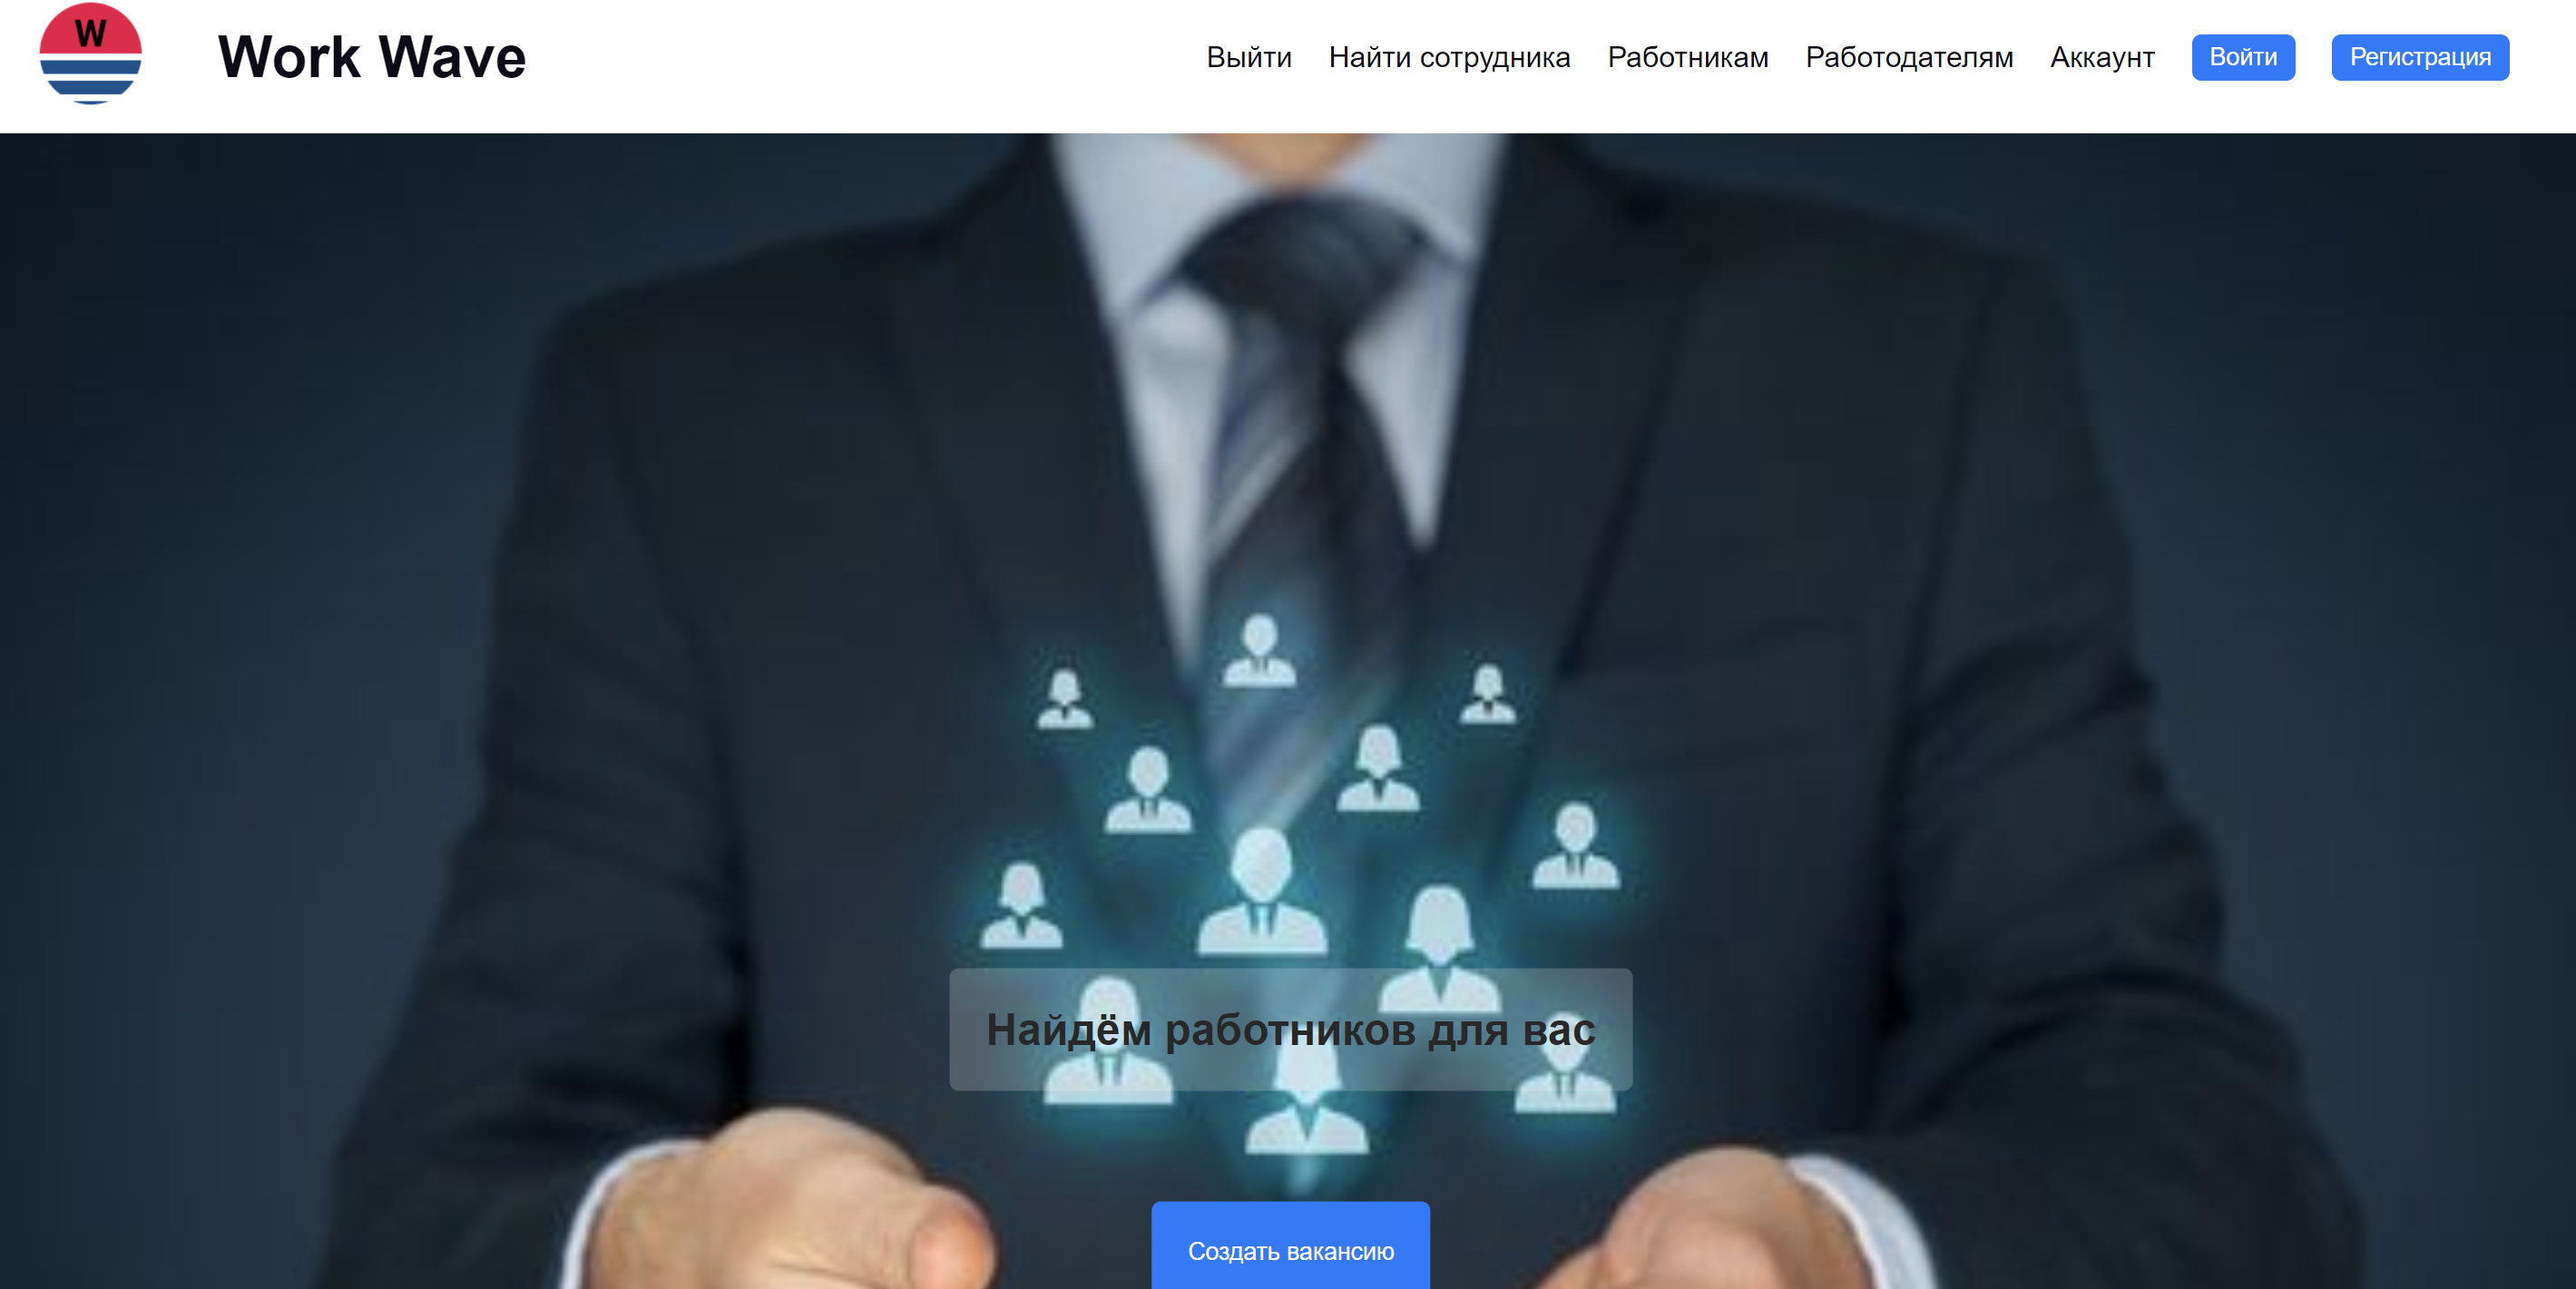 W
Work Wave
Выйти Найти сотрудника Работникам Работодателям Аккаунт Войти Регистрация
Найдём работников для вас
Создать вакансию